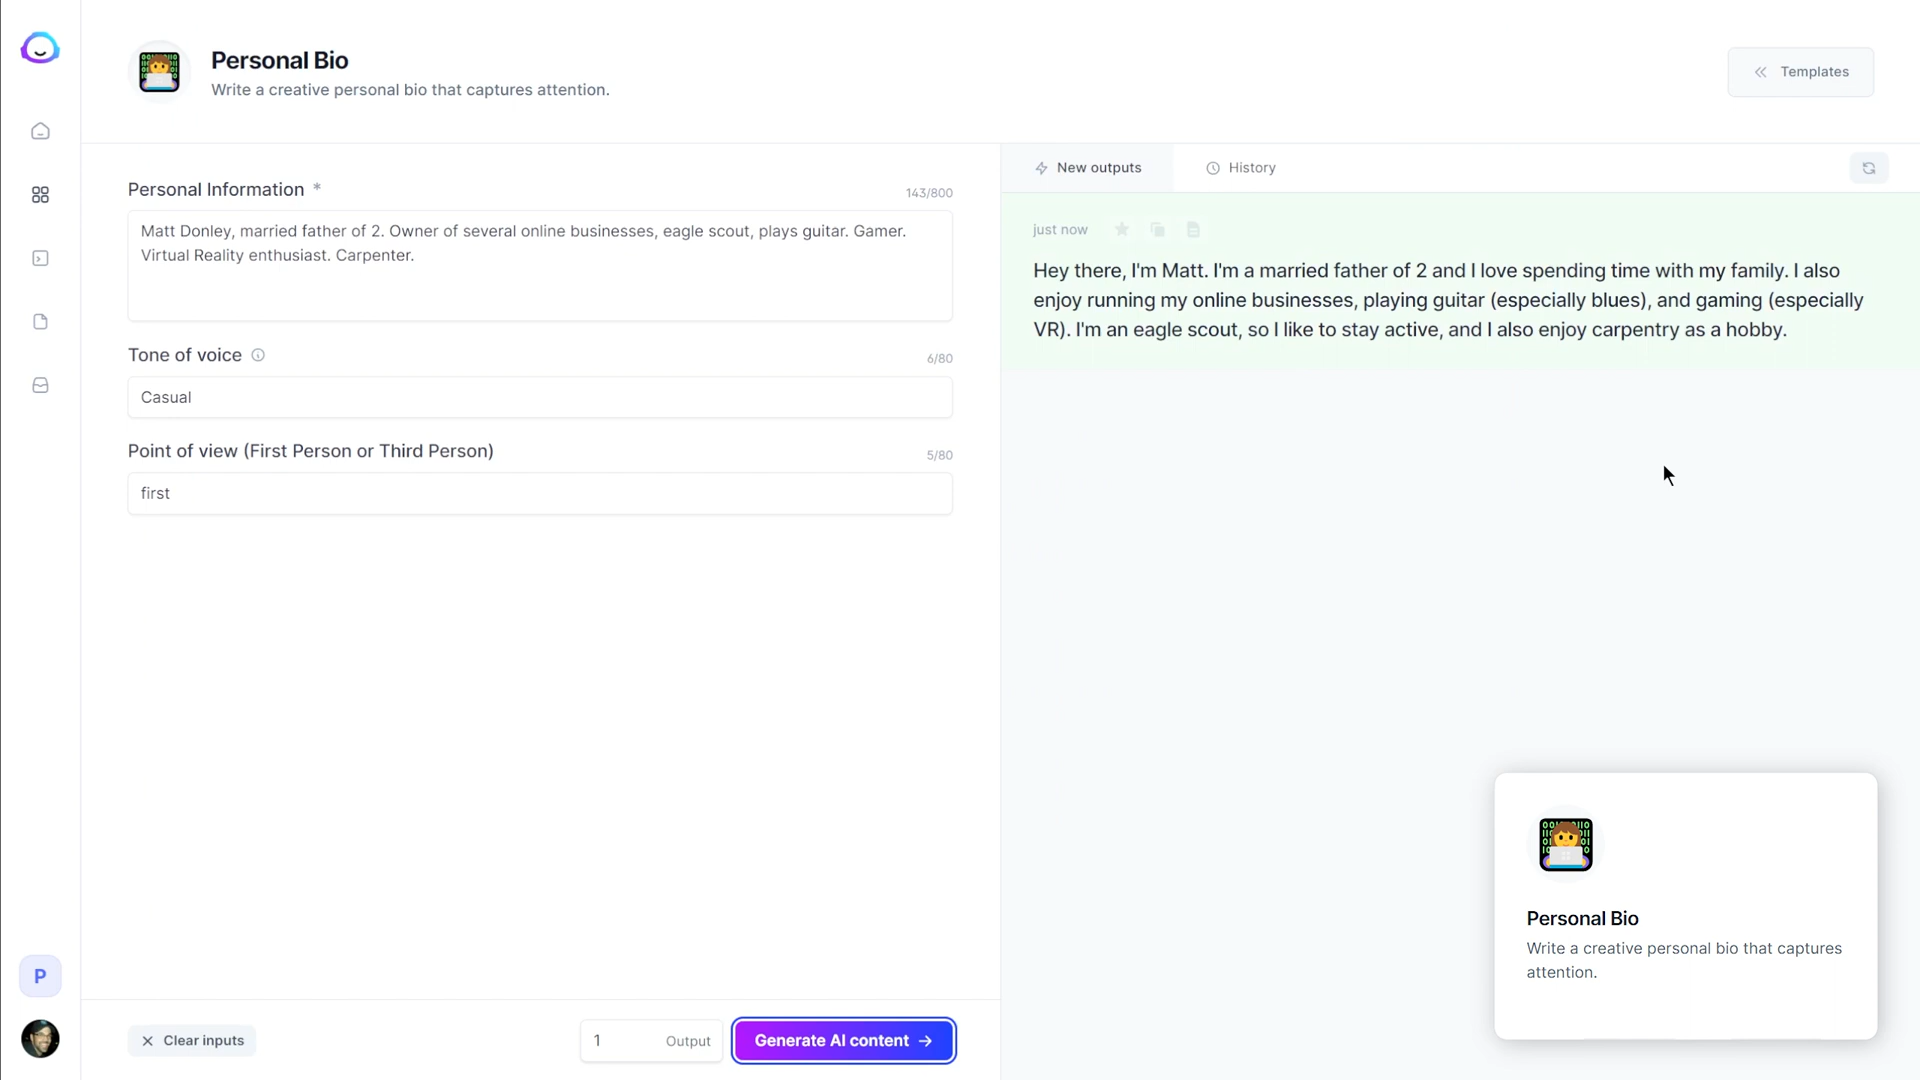 Personal Bio
Write a creative personal bio that captures attention.
Templates
Personal Information *
143/800
Matt Donley, married father of 2. Owner of several online businesses, eagle scout, plays guitar. Gamer.
Virtual Reality enthusiast. Carpenter.
Tone of voice
6/80
Casual
Point of view (First Person or Third Person)
5/80
first
Clear inputs
1 Output
Generate AI content
P
New outputs
History
just now
Hey there, I'm Matt. I'm a married father of 2 and I love spending time with my family. I also
enjoy running my online businesses, playing guitar (especially blues), and gaming (especially
VR). I'm an eagle scout, so I like to stay active, and I also enjoy carpentry as a hobby.
Personal Bio
Write a creative personal bio that captures
attention.